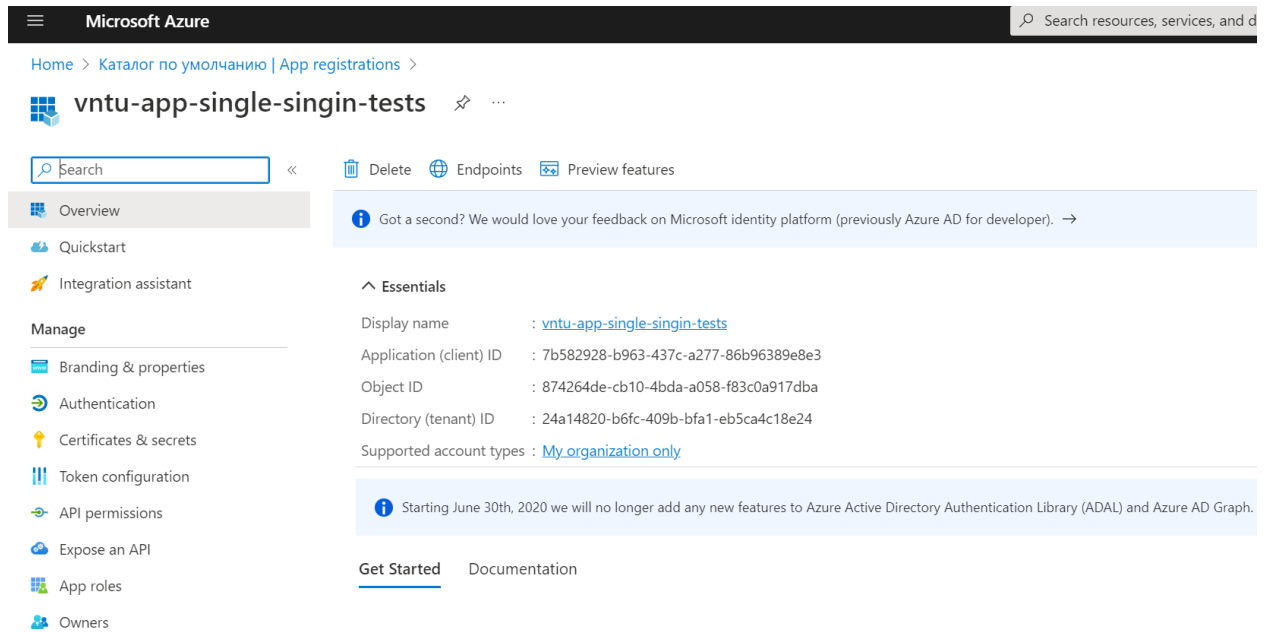 Microsoft Azure
Search resources, services, and d
Home > Каталог по умолчанию | App registrations >
vntu-app-single-singin-tests
...
Search
«
Delete
Endpoints
Preview features
Overview
Got a second? We would love your feedback on Microsoft identity platform (previously Azure AD for developer). →
Quickstart
Integration assistant
Essentials
Manage
Display name : vntu-app-single-singin-tests
Application (client) ID : 7b582928-b963-437c-a277-86b96389e8e3
Object ID : 874264de-cb10-4bda-a058-f83c0a917dba
Directory (tenant) ID : 24a14820-b6fc-409b-bfa1-eb5ca4c18e24
Supported account types : My organization only
Branding & properties
Authentication
Certificates & secrets
Token configuration
API permissions
Expose an API
App roles
Owners
Starting June 30th, 2020 we will no longer add any new features to Azure Active Directory Authentication Library (ADAL) and Azure AD Graph.
Get Started
Documentation